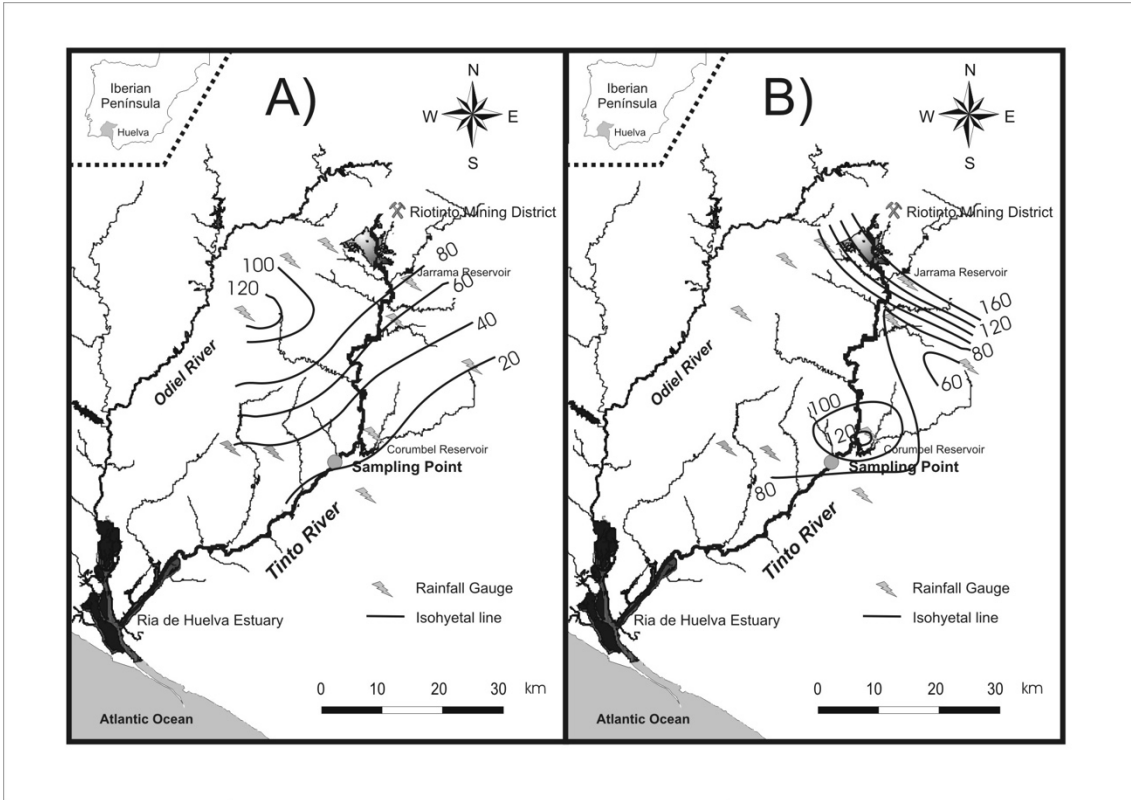 Iberian
Península
Huelva
A)
N
W
E
S
Riotinto Mining District
80
Jarrama Reservoir
100
60
120
40
20
Odiel River
Corumbel Reservoir
Sampling Point
Tinto River
Rainfall Gauge
Ria de Huelva Estuary
Isohyetal line
0 10 20 30 km
Atlantic Ocean
Iberian
Península
Huelva
B)
N
W
E
S
Riotinto Mining District
Jarrama Reservoir
160
120
80
60
Odiel River
100
120
Corumbel Reservoir
Sampling Point
80
Tinto River
Rainfall Gauge
Ria de Huelva Estuary
Isohyetal line
0 10 20 30 km
Atlantic Ocean